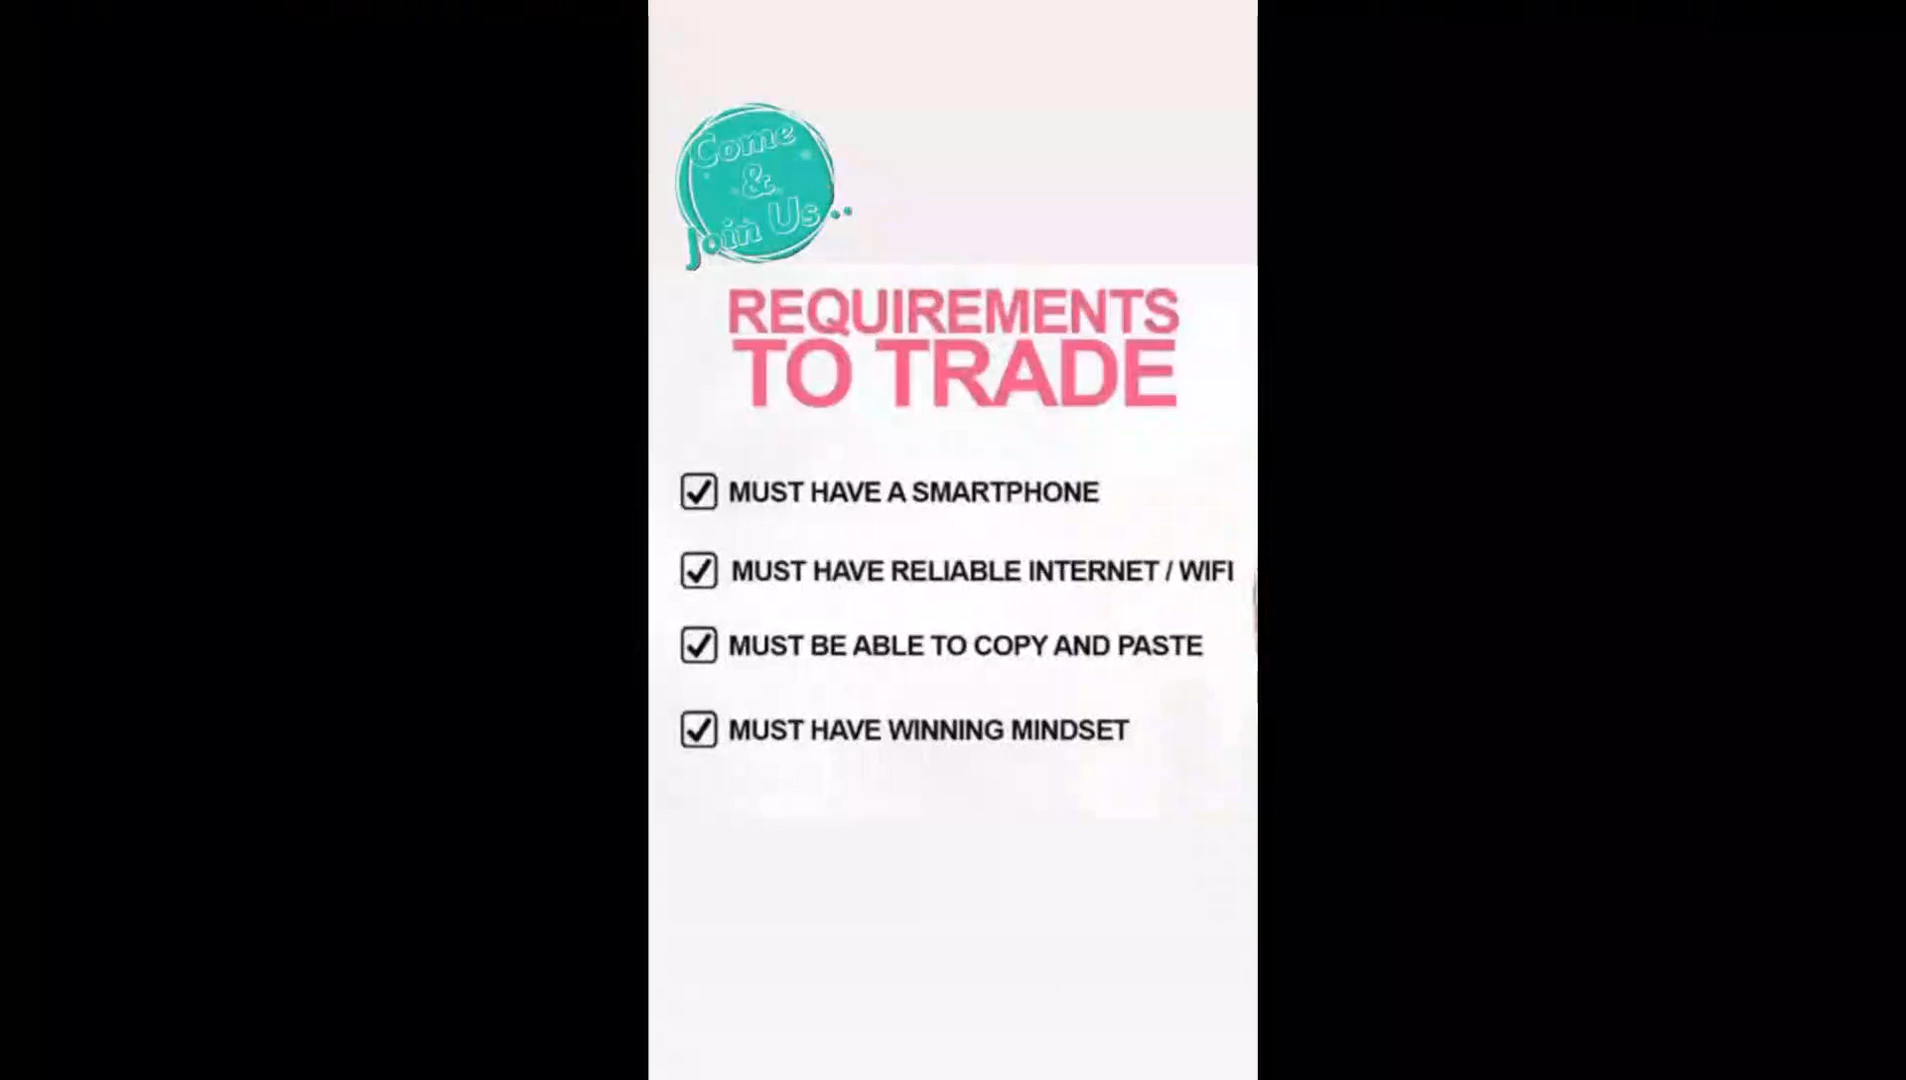 Come
&
Join Us..
REQUIREMENTS
TO TRADE
MUST HAVE A SMARTPHONE
MUST HAVE RELIABLE INTERNET / WIFI
MUST BE ABLE TO COPY AND PASTE
MUST HAVE WINNING MINDSET